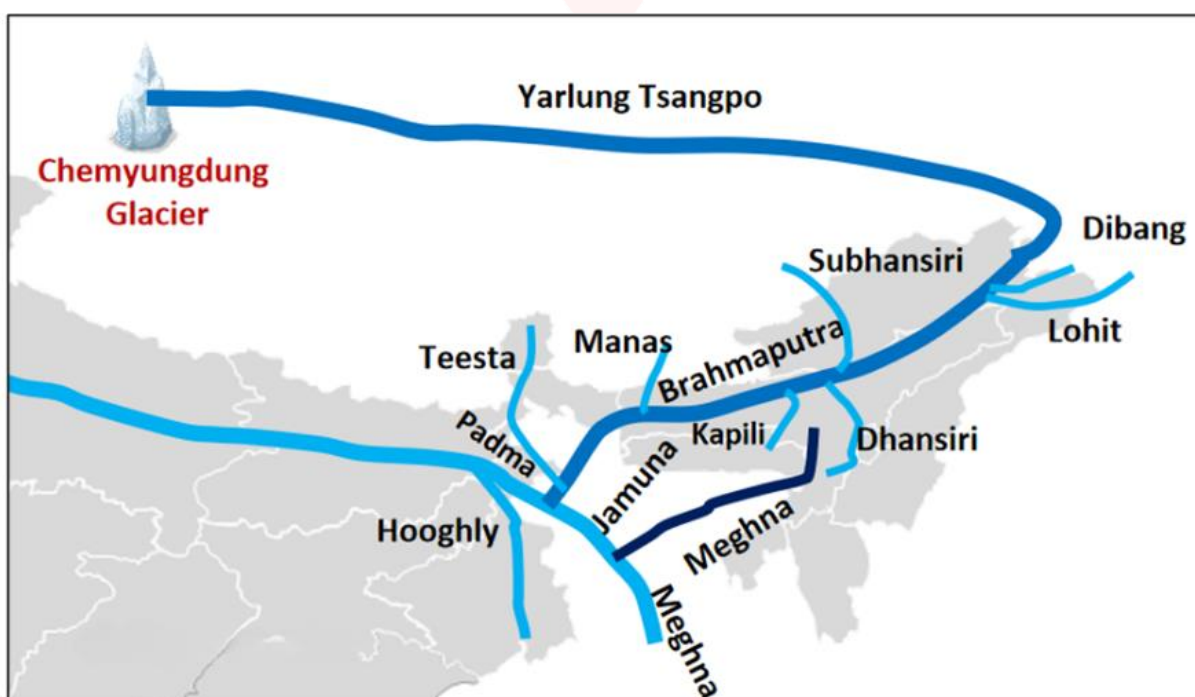 Yarlung Tsangpo
Chemyungdung
Glacier
Dibang
Subhansiri
Lohit
Teesta
Manas
Brahmaputra
Padma
Kapili
Dhansiri
Jamuna
Hooghly
Meghna
Meghna